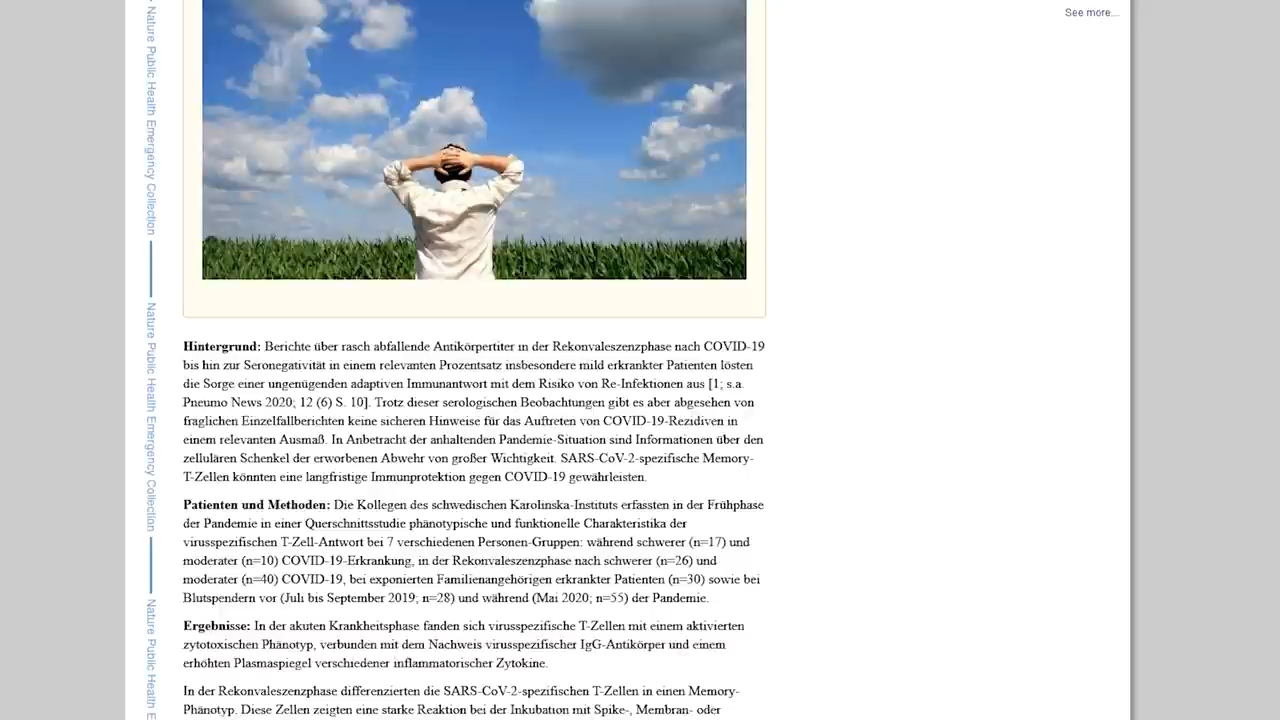 See more...
Nature Public Health Emergency Collection
Nature Public Health Emergency Collection
Nature Public Health E
Hintergrund: Berichte über rasch abfallende Antikörpertiter in der Rekonvaleszenzphase nach COVID-19
bis hin zur Seronegativität in einem relevanten Prozentsatz insbesondere mild erkrankter Patienten lösten
die Sorge einer ungenügenden adaptiven Immunantwort mit dem Risiko von Re-Infektionen aus [1; s.a.
Pneumo News 2020; 12 (6) S. 10]. Trotz dieser serologischen Beobachtungen gibt es aber abgesehen von
fraglichen Einzelfallberichten keine sicheren Hinweise für das Auftreten von COVID-19-Rezidiven in
einem relevanten Ausmaß. In Anbetracht der anhaltenden Pandemie-Situation sind Informationen über den
zellulären Schenkel der erworbenen Abwehr von großer Wichtigkeit. SARS-CoV-2-spezifische Memory-
T-Zellen könnten eine langfristige Immunprotektion gegen COVID-19 gewährleisten.
Patienten und Methoden: Die Kollegen des schwedischen Karolinska-Instituts erfassten in der Frühphase
der Pandemie in einer Querschnittsstudie phänotypische und funktionelle Charakteristika der
virusspezifischen T-Zell-Antwort bei 7 verschiedenen Personen-Gruppen: während schwerer (n=17) und
moderater (n=10) COVID-19-Erkrankung, in der Rekonvaleszenzphase nach schwerer (n=26) und
moderater (n=40) COVID-19, bei exponierten Familienangehörigen erkrankter Patienten (n=30) sowie bei
Blutspendern vor (Juli bis September 2019, n=28) und während (Mai 2020, n=55) der Pandemie.
Ergebnisse: In der akuten Krankheitsphase fanden sich virusspezifische T-Zellen mit einem aktivierten
zytotoxischen Phänotyp verbunden mit dem Nachweis virusspezifischer IgG-Antikörper und einem
erhöhten Plasmaspiegel verschiedener inflammatorischer Zytokine.
In der Rekonvaleszenzphase differenzierten die SARS-CoV-2-spezifischen T-Zellen in einen Memory-
Phänotyp. Diese Zellen zeigten eine starke Reaktion bei der Inkubation mit Spike-, Membran- oder